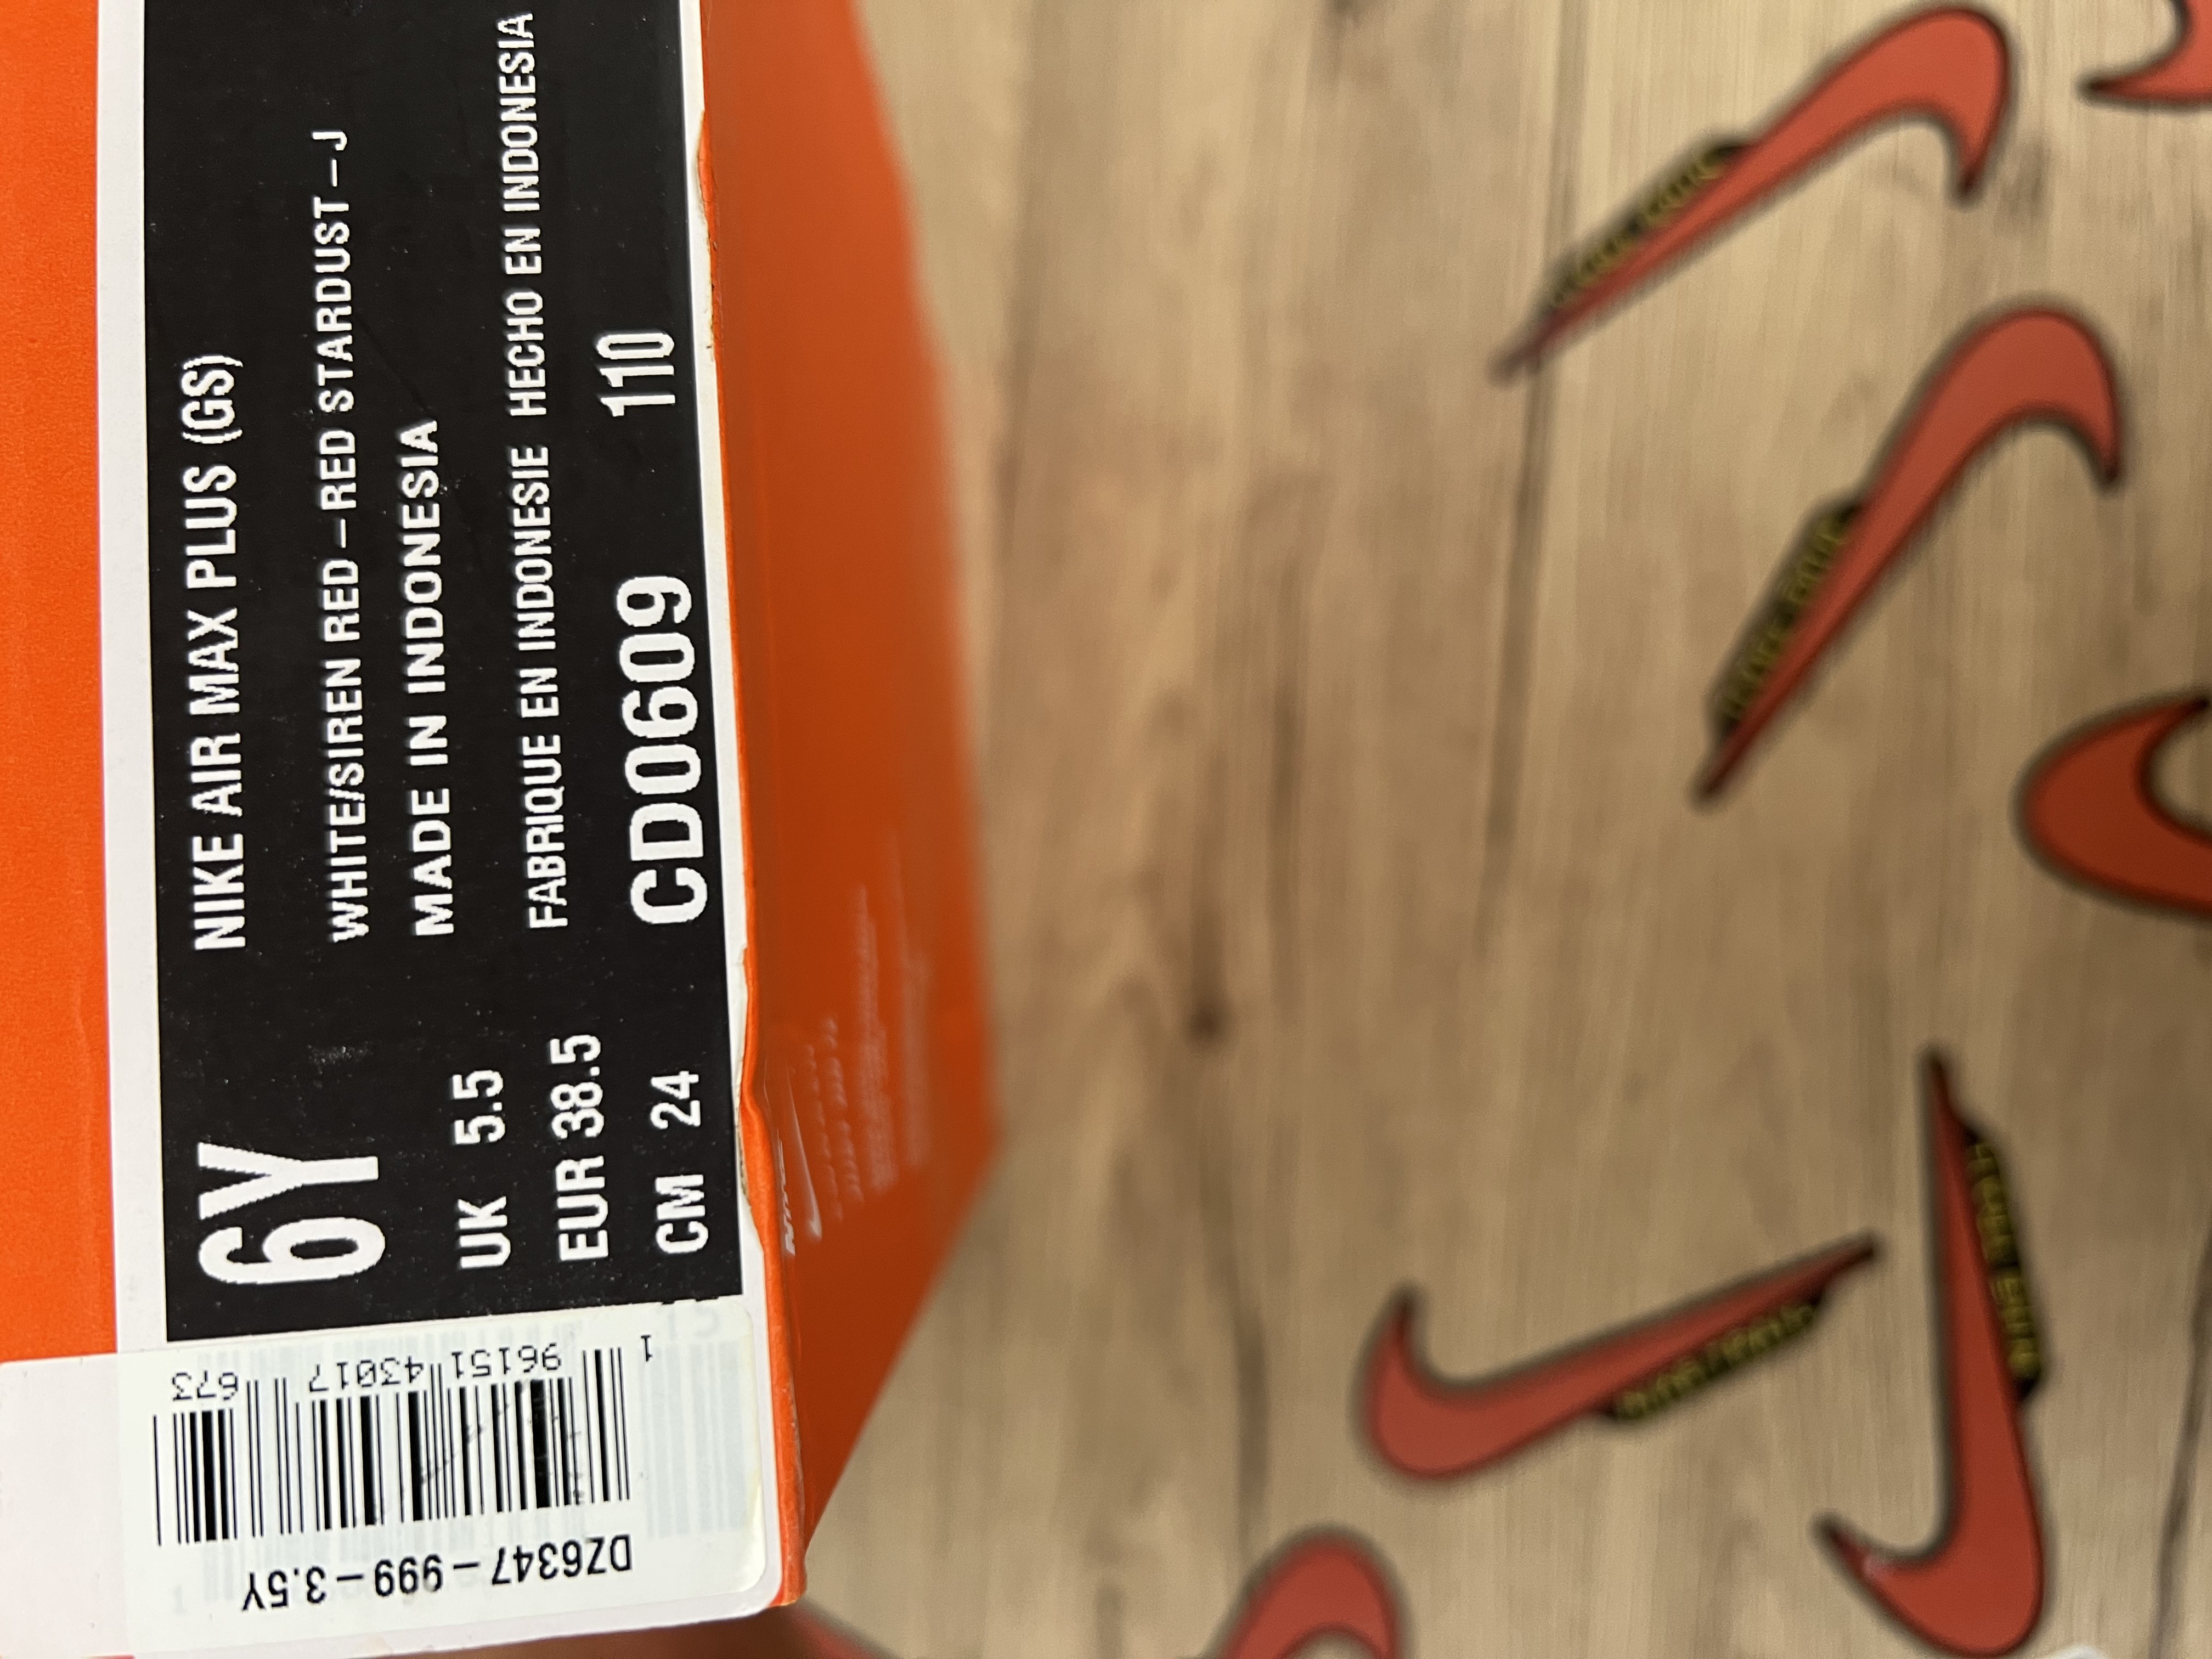 DZ6347-999-3.5Y
1 96151 43017 673
6Y
UK 5.5
EUR 38.5
CM 24
NIKE AIR MAX PLUS (GS)
WHITE/SIREN RED-RED STARDUST-J
MADE IN INDONESIA
FABRIQUE EN INDONESIE HECHO EN INDONESIA
CD0609 110